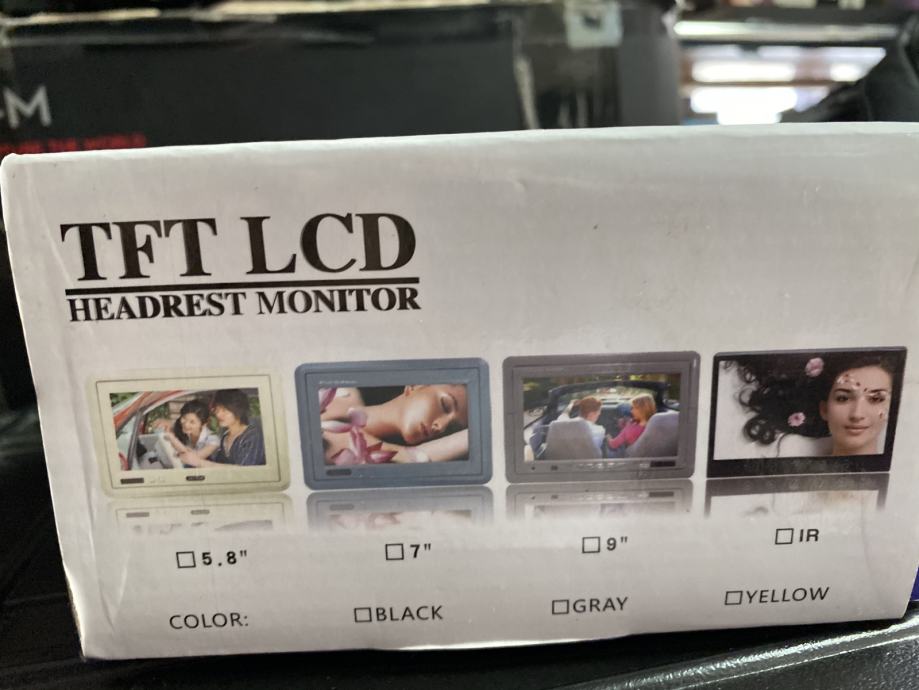 -M
TFT LCD
HEADREST MONITOR
☐5.8" ☐7" ☐9" ☐IR
COLOR: ☐BLACK ☐GRAY ☐YELLOW